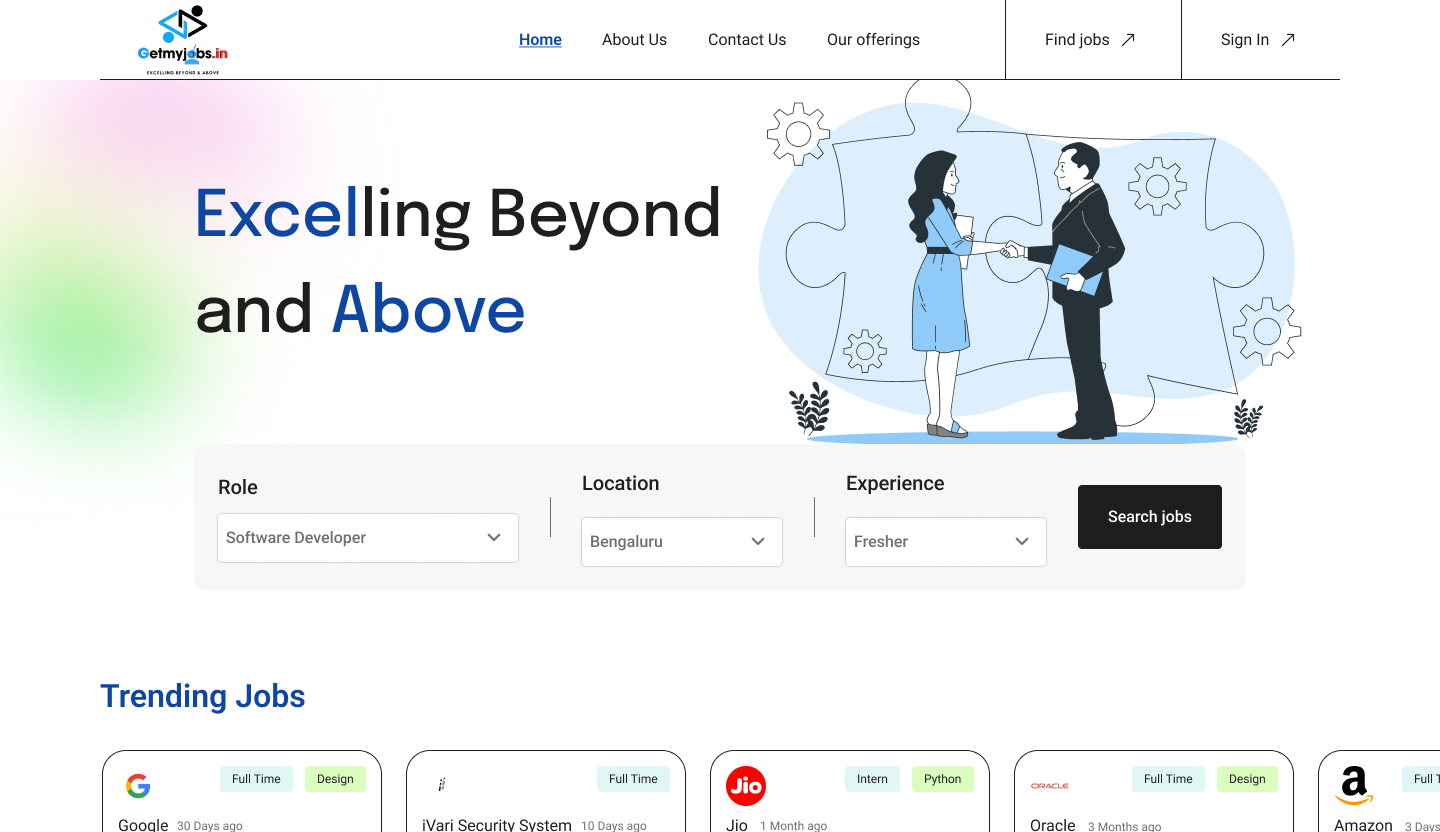 Getmyjobs.in
EXCELLING BEYOND & ABOVE
Home
About Us
Contact Us
Our offerings
Find jobs
Sign In
Excelling Beyond
and Above
Role
Location
Experience
Software Developer
Bengaluru
Fresher
Search jobs
Trending Jobs
Full Time
Design
Google 30 Days ago
Full Time
iVari Security System 10 Days ago
Jio
Intern
Python
Jio 1 Month ago
ORACLE
Full Time
Design
Oracle 3 Months ago
a
Full T
Amazon 3 Days